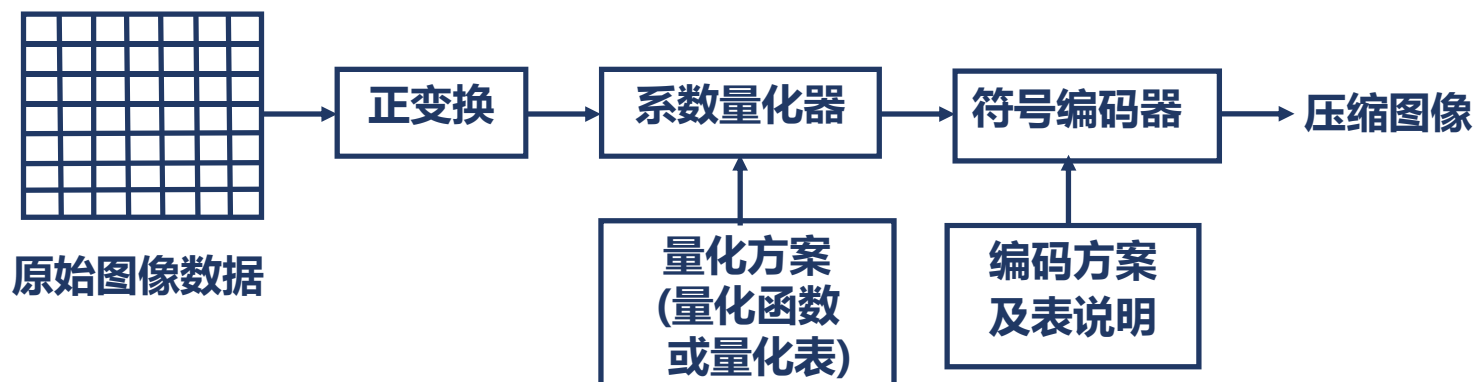 正变换
系数量化器
符号编码器
压缩图像
原始图像数据
量化方案
(量化函数
或量化表)
编码方案
及表说明